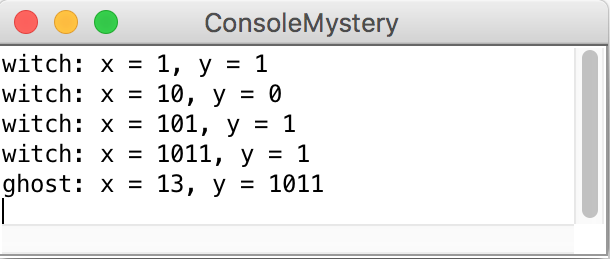 ConsoleMystery
witch: x = 1, y = 1
witch: x = 10, y = 0
witch: x = 101, y = 1
witch: x = 1011, y = 1
ghost: x = 13, y = 1011